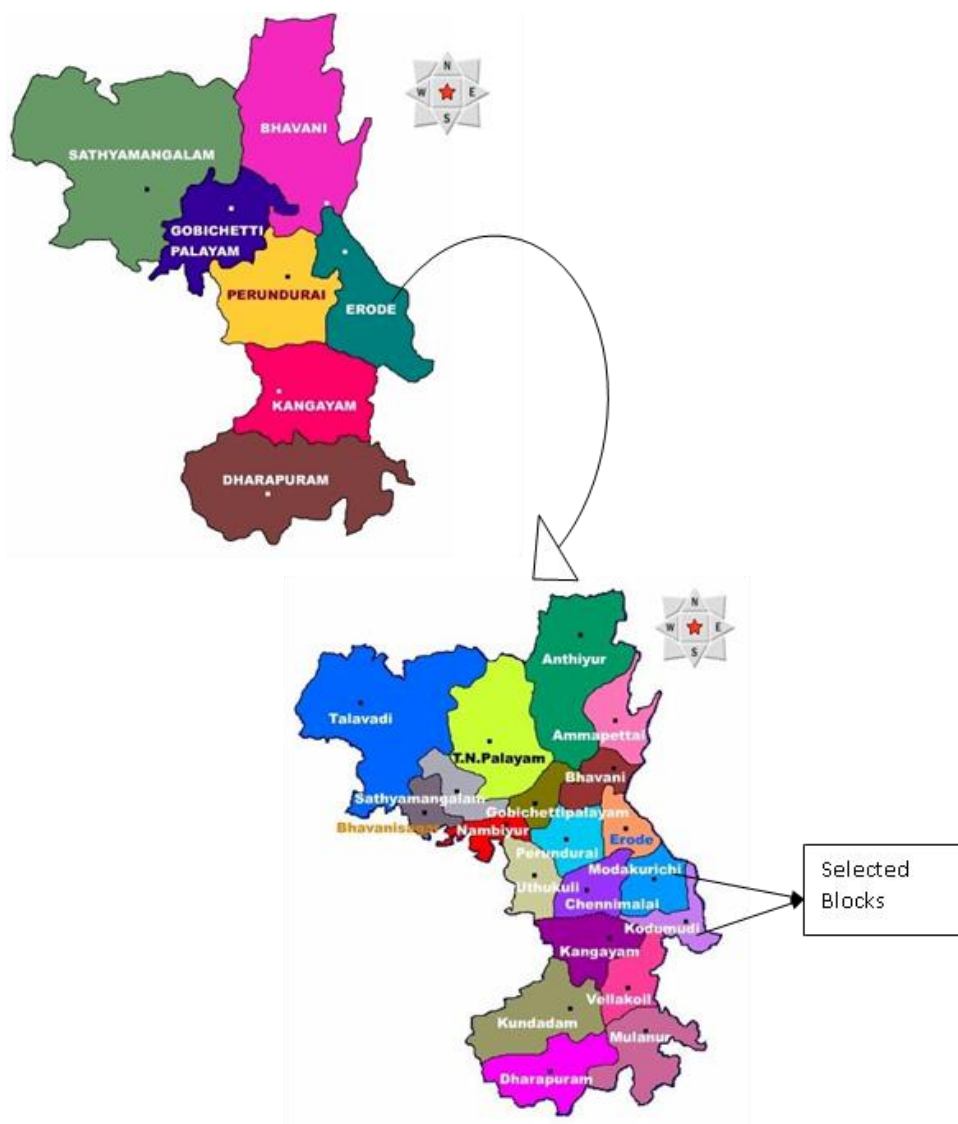 N
W E
S
BHAVANI
SATHYAMANGALAM
GOBICHETTI
PALAYAM
PERUNDURAI
ERODE
KANGAYAM
DHARAPURAM
N
W E
S
Anthiyur
Talavadi
Ammapettai
T.N.Palayam
Bhavani
Sathyamangalam
Gobichettipalayam
Bhavanisagar
Nambiyur
Erode
Perundurai
Modakurichi
Uthukuli
Chennimalai
Kodumudi
Kangayam
Vellakoil
Kundadam
Mulanur
Dharapuram
Selected
Blocks